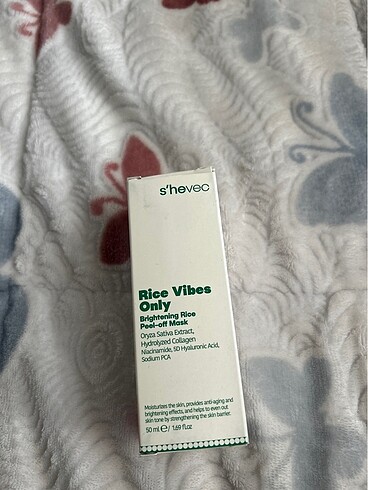 s'hevec
Rice Vibes
Only
Brightening Rice
Peel-off Mask
Oryza Sativa Extract,
Hydrolyzed Collagen
Niacinamide, 5D Hyaluronic Acid,
Sodium PCA
Moisturizes the skin, provides anti-aging and
brightening effects, and helps to even out
skin tone by strengthening the skin barrier.
50 ml ℮ / 1.69 fl.oz